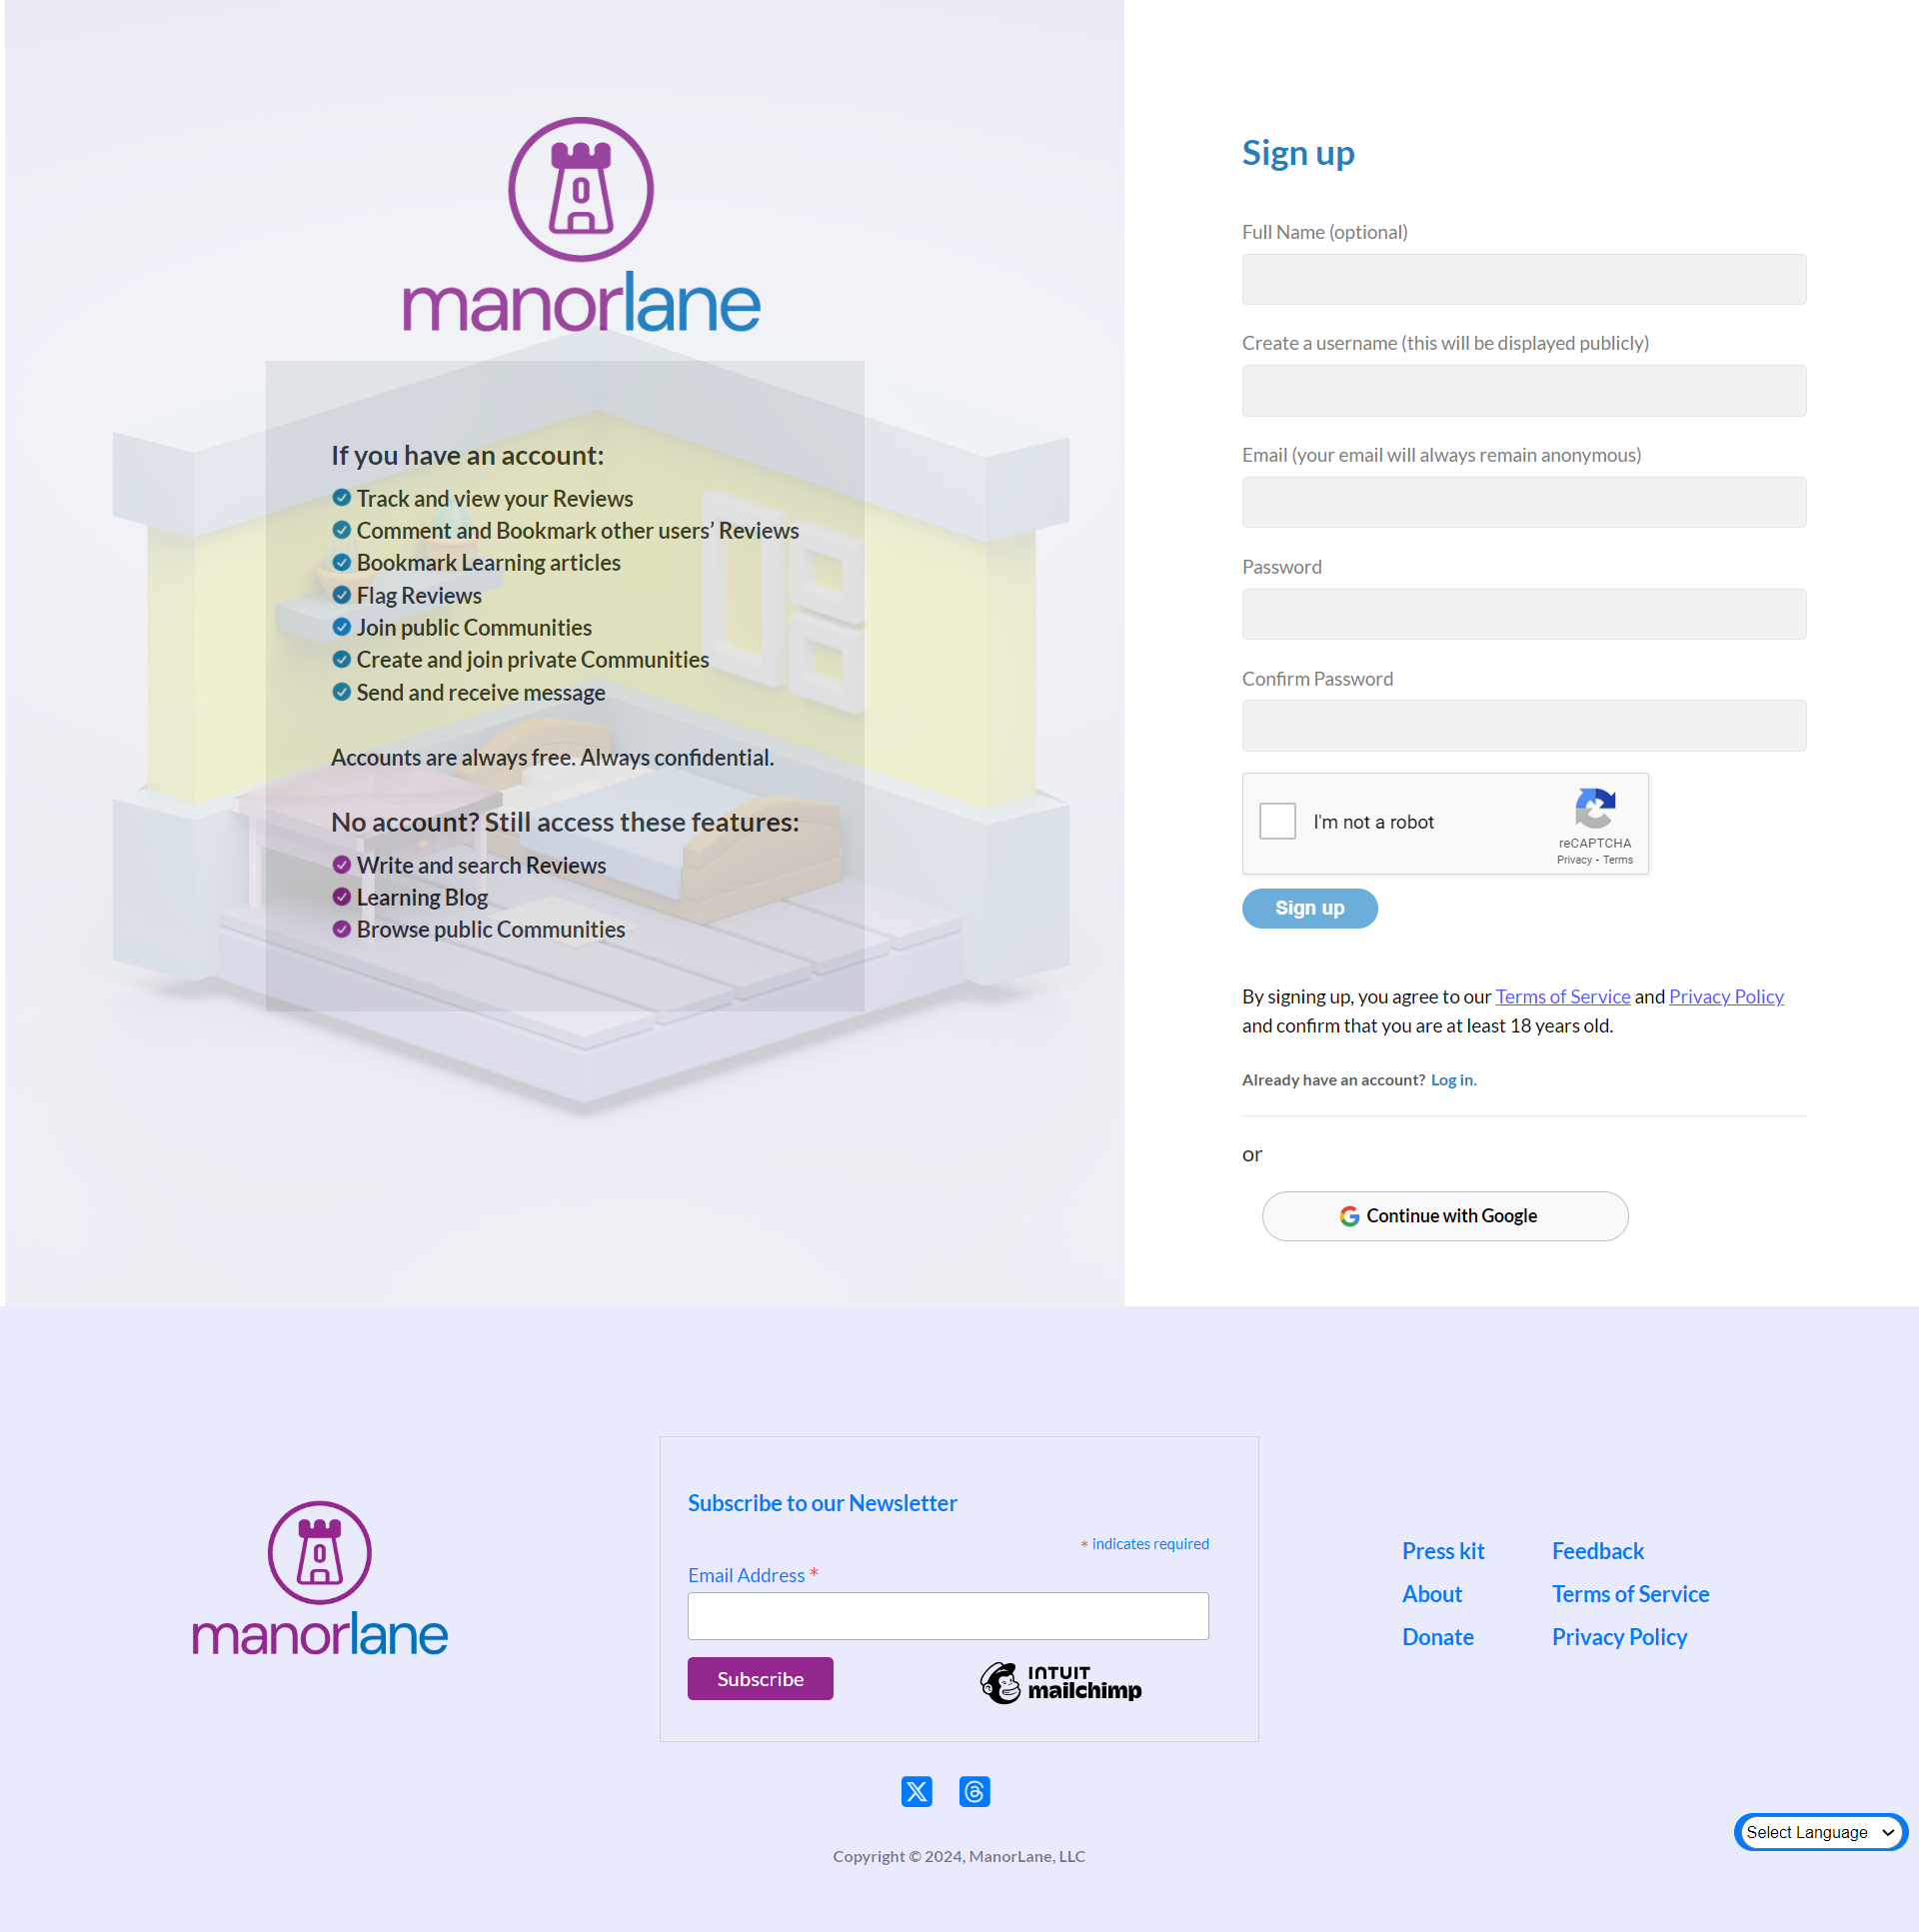 manorlane
If you have an account:
Track and view your Reviews
Comment and Bookmark other users’ Reviews
Bookmark Learning articles
Flag Reviews
Join public Communities
Create and join private Communities
Send and receive message
Accounts are always free. Always confidential.
No account? Still access these features:
Write and search Reviews
Learning Blog
Browse public Communities
Sign up
Full Name (optional)
Create a username (this will be displayed publicly)
Email (your email will always remain anonymous)
Password
Confirm Password
I'm not a robot
reCAPTCHA
Privacy - Terms
Sign up
By signing up, you agree to our Terms of Service and Privacy Policy
and confirm that you are at least 18 years old.
Already have an account? Log in.
or
Continue with Google
manorlane
Subscribe to our Newsletter
* indicates required
Email Address *
Subscribe
INTUIT
mailchimp
Press kit
About
Donate
Feedback
Terms of Service
Privacy Policy
Select Language
Copyright © 2024, ManorLane, LLC